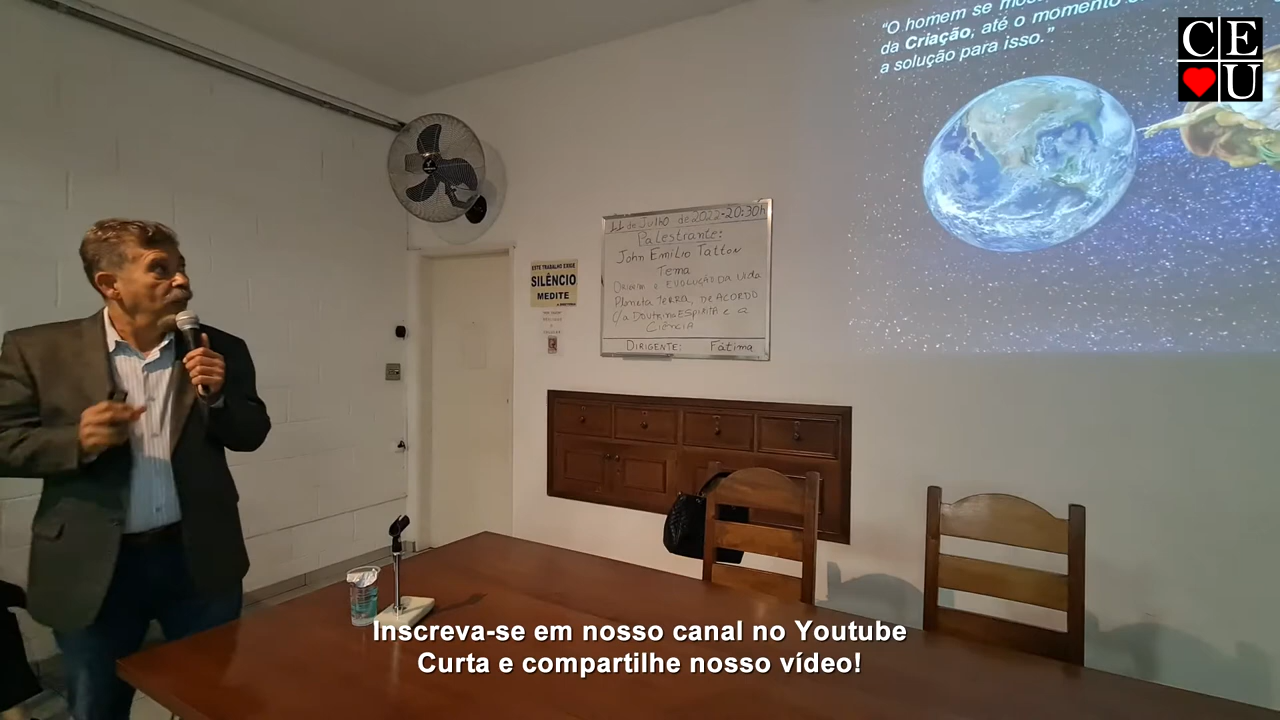 “O homem se
da Criação, até o momento
a solução para isso.”
C E
U
11 de Julho de 2022-20:30h
Palestrante:
John Emilio Tatton
Tema
Origem e Evolução da Vida
Planeta Terra, de acordo
c/a Doutrina Espírita e a
Ciência
Dirigente: Fátima
ESTE TRABALHO EXIGE
SILÊNCIO
MEDITE
Inscreva-se em nosso canal no Youtube
Curta e compartilhe nosso vídeo!